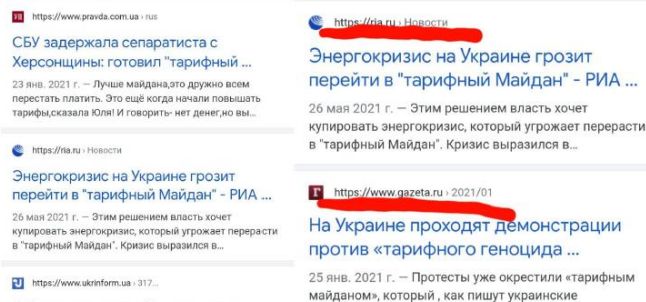 https://www.pravda.com.ua › rus
СБУ задержала сепаратиста с
Херсонщины: готовил "тарифный ...
23 янв. 2021 г. — Лучше майдана,это дружно всем
перестать платить. Это ещё когда начали повышать
тарифы,сказала Юля! И говорить- нет денег,но вы...
https://ria.ru › Новости
Энергокризис на Украине грозит
перейти в "тарифный Майдан" - РИА ...
26 мая 2021 г. — Этим решением власть хочет
купировать энергокризис, который угрожает перерасти
в "тарифный Майдан". Кризис выразился в...
https://www.ukrinform.ua › 317...
https://ria.ru › Новости
Энергокризис на Украине грозит
перейти в "тарифный Майдан" - РИА ...
26 мая 2021 г. — Этим решением власть хочет
купировать энергокризис, который угрожает перерасти
в "тарифный Майдан". Кризис выразился в...
Г https://www.gazeta.ru › 2021/01
На Украине проходят демонстрации
против «тарифного геноцида ...
25 янв. 2021 г. — Протесты уже окрестили «тарифным
майданом», который , как пишут украинские